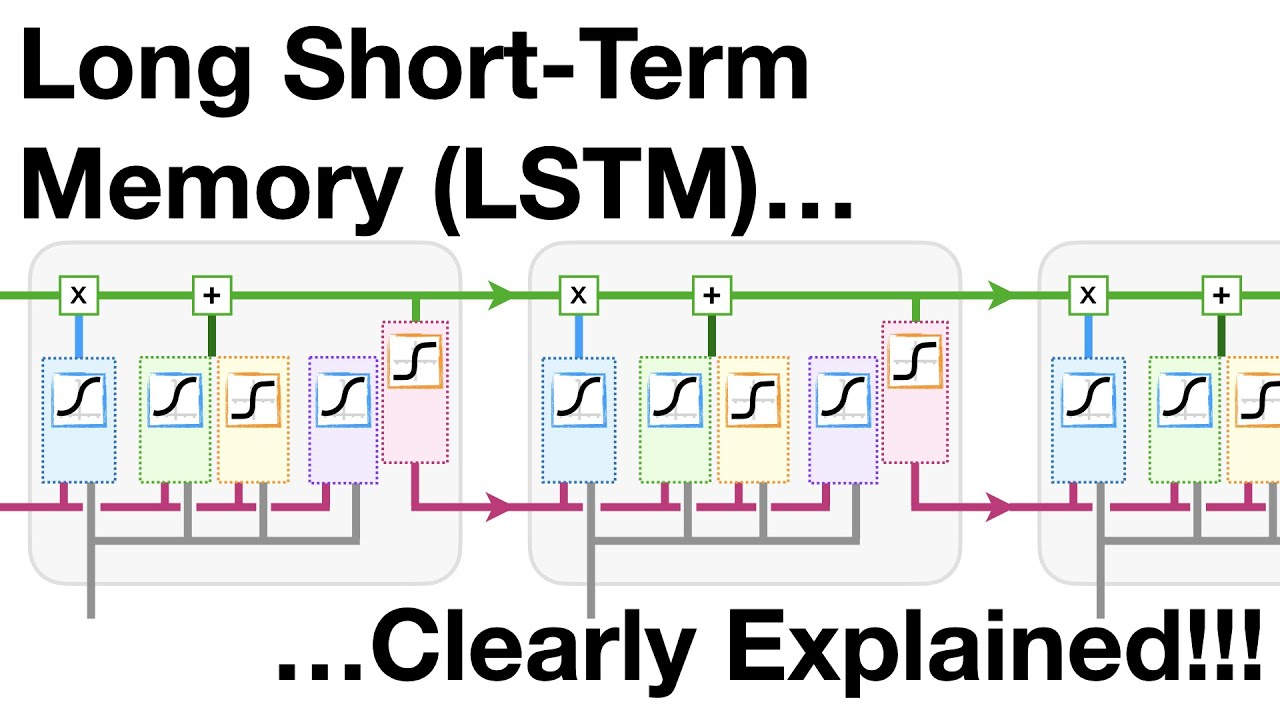 Long Short-Term
Memory (LSTM)...
x + x + x +
...Clearly Explained!!!